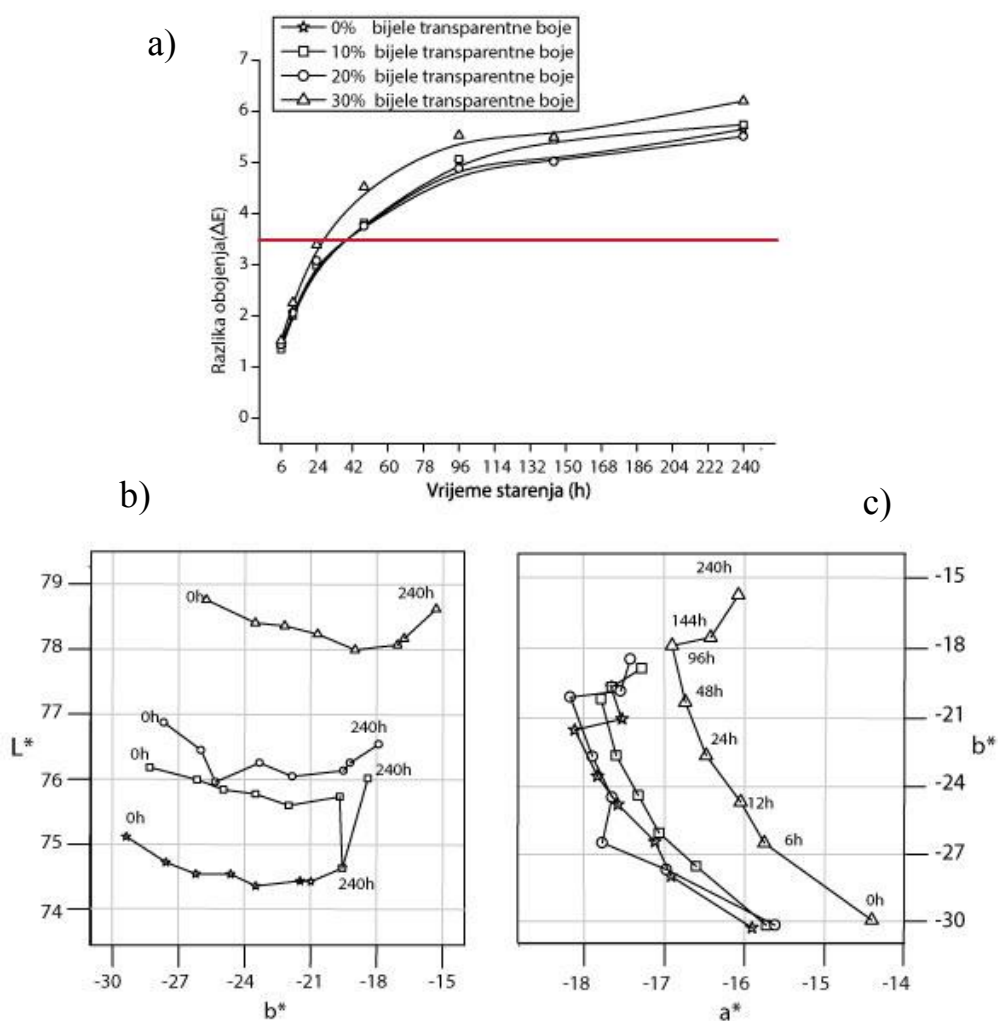 a)
0% bijele transparentne boje
10% bijele transparentne boje
20% bijele transparentne boje
30% bijele transparentne boje
7
6
5
4
3
2
1
0
Razlika obojenja(ΔE)
6 24 42 60 78 96 114 132 150 168 186 204 222 240
Vrijeme starenja (h)
b)
79
78
77
76
75
74
L*
0h
240h
0h
240h
0h
240h
0h
240h
-30 -27 -24 -21 -18 -15
b*
c)
240h
144h
96h
48h
24h
12h
6h
0h
-15
-18
-21
-24
-27
-30
b*
-18 -17 -16 -15 -14
a*